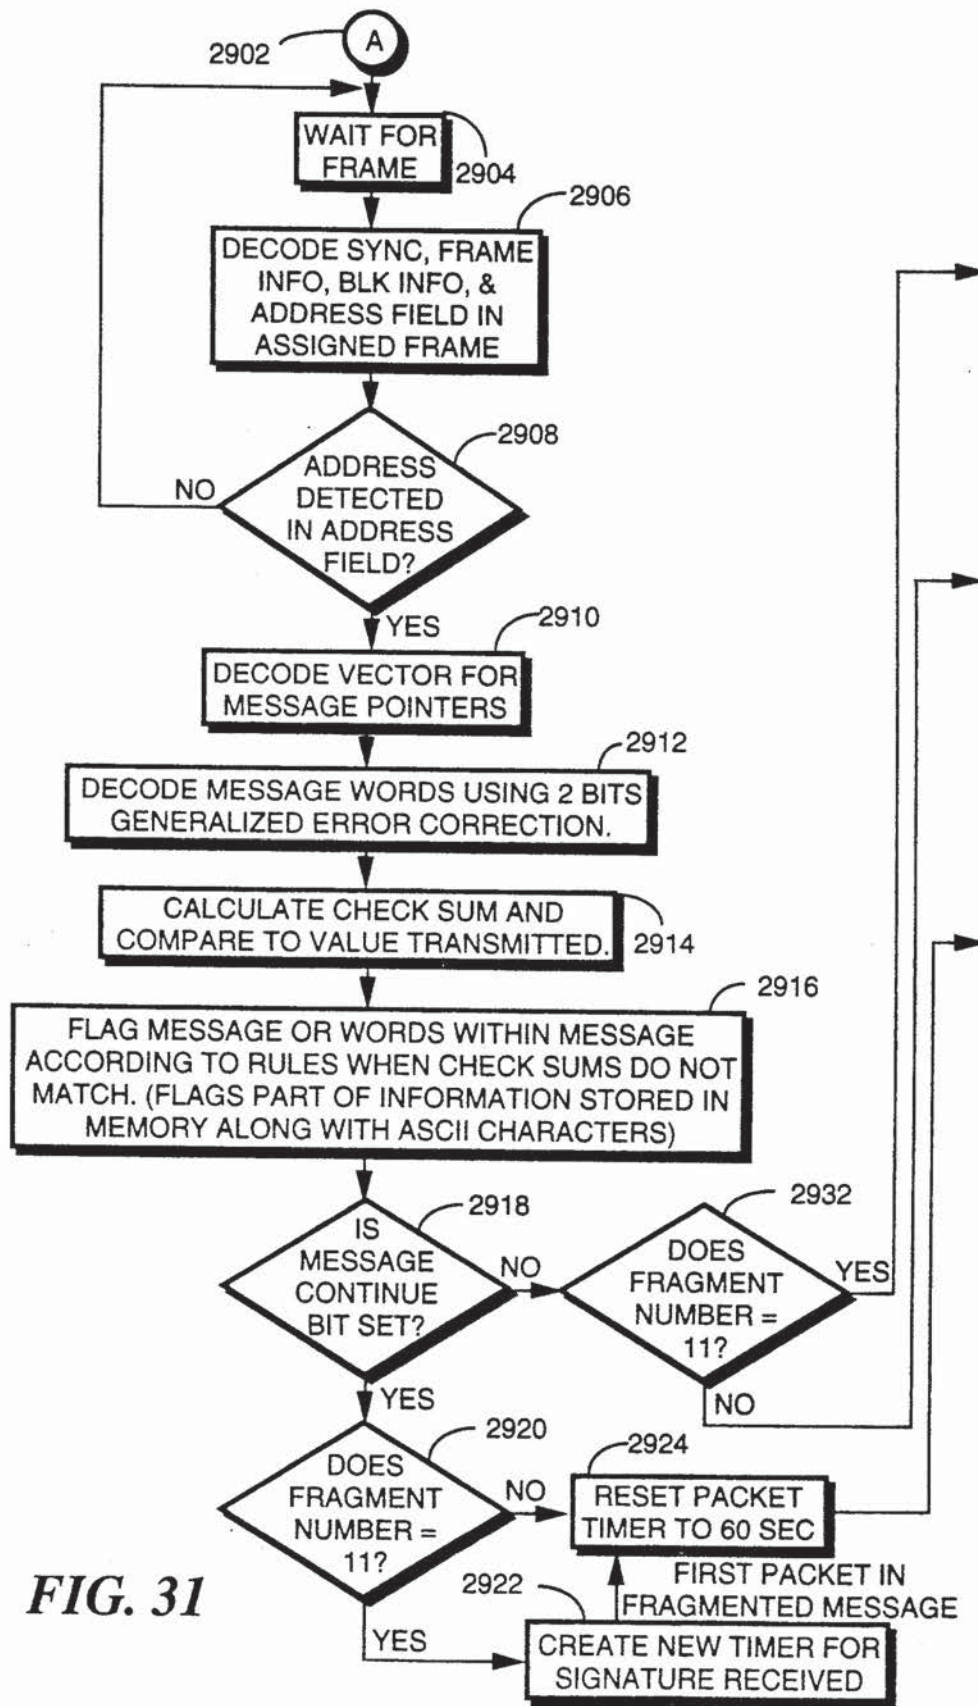 2902
A
WAIT FOR
FRAME
2904
2906
DECODE SYNC, FRAME
INFO, BLK INFO, &
ADDRESS FIELD IN
ASSIGNED FRAME
2908
ADDRESS
DETECTED
IN ADDRESS
FIELD?
NO
YES
2910
DECODE VECTOR FOR
MESSAGE POINTERS
2912
DECODE MESSAGE WORDS USING 2 BITS
GENERALIZED ERROR CORRECTION.
CALCULATE CHECK SUM AND
COMPARE TO VALUE TRANSMITTED.
2914
2916
FLAG MESSAGE OR WORDS WITHIN MESSAGE
ACCORDING TO RULES WHEN CHECK SUMS DO NOT
MATCH. (FLAGS PART OF INFORMATION STORED IN
MEMORY ALONG WITH ASCII CHARACTERS)
2918
IS
MESSAGE
CONTINUE
BIT SET?
NO
2932
DOES
FRAGMENT
NUMBER =
11?
YES
NO
YES
2920
DOES
FRAGMENT
NUMBER =
11?
NO
2924
RESET PACKET
TIMER TO 60 SEC
FIRST PACKET IN
FRAGMENTED MESSAGE
YES
2922
CREATE NEW TIMER FOR
SIGNATURE RECEIVED
FIG. 31